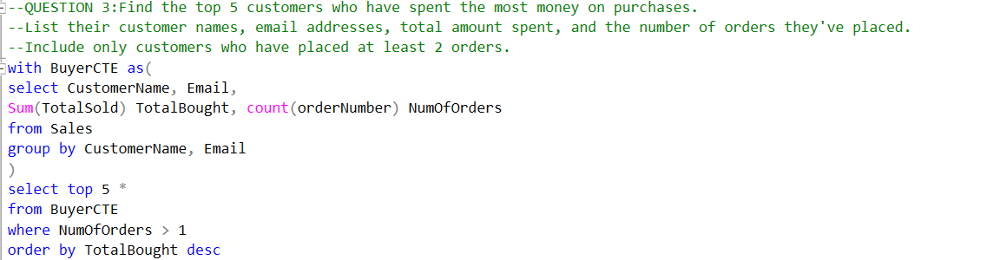 --QUESTION 3:Find the top 5 customers who have spent the most money on purchases.
--List their customer names, email addresses, total amount spent, and the number of orders they've placed.
--Include only customers who have placed at least 2 orders.
with BuyerCTE as(
select CustomerName, Email,
Sum(TotalSold) TotalBought, count(orderNumber) NumOfOrders
from Sales
group by CustomerName, Email
)
select top 5 *
from BuyerCTE
where NumOfOrders > 1
order by TotalBought desc